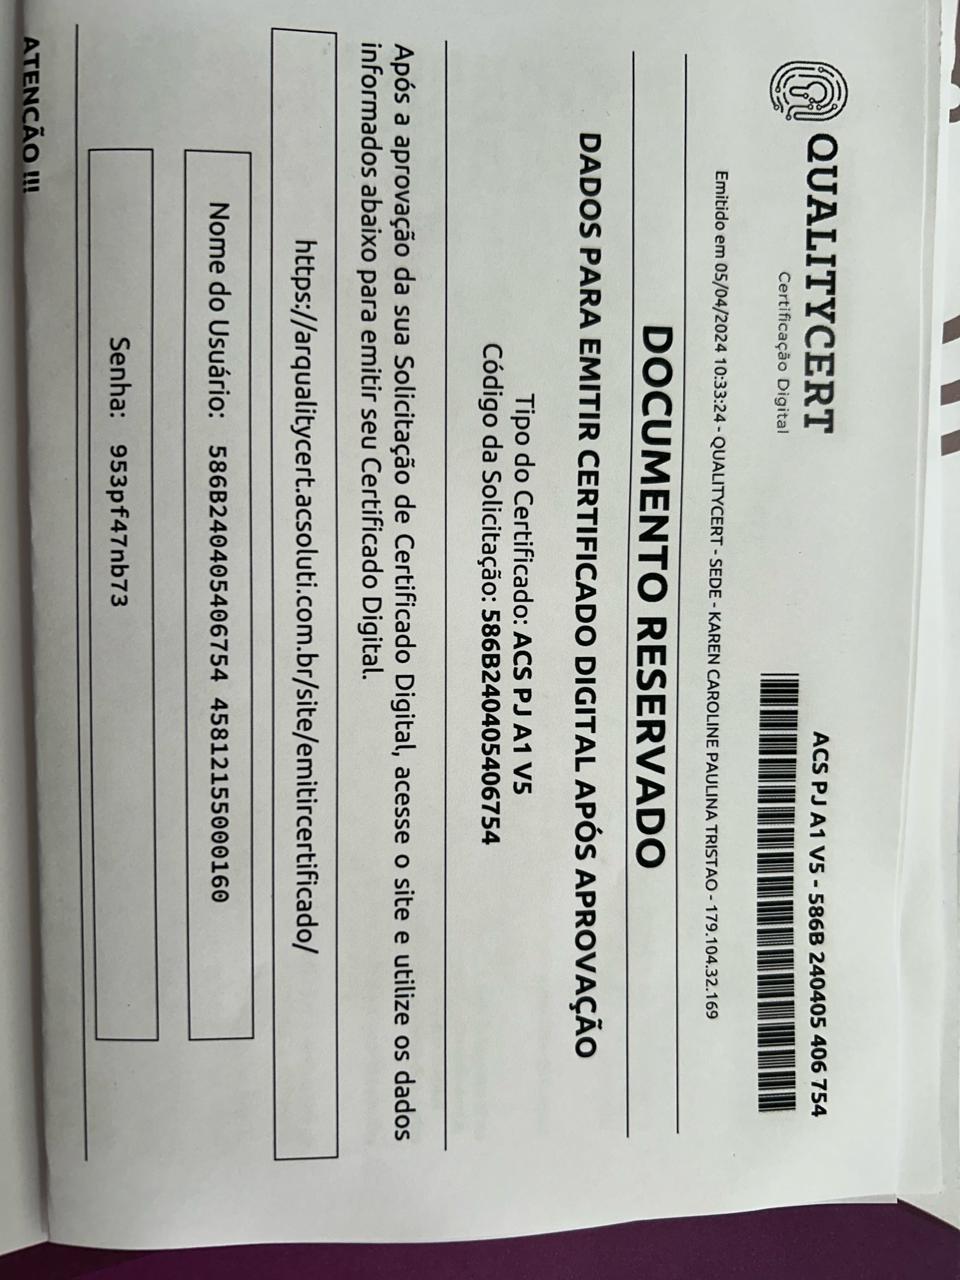 QUALITYCERT
Certificação Digital
ACS PJ A1 V5 - 586B 240405 406 754
Emitido em 05/04/2024 10:33:24 - QUALITYCERT - SEDE - KAREN CAROLINE PAULINA TRISTAO - 179.104.32.169
DOCUMENTO RESERVADO
DADOS PARA EMITIR CERTIFICADO DIGITAL APÓS APROVAÇÃO
Tipo do Certificado: ACS PJ A1 V5
Código da Solicitação: 586B240405406754
Após a aprovação da sua Solicitação de Certificado Digital, acesse o site e utilize os dados
informados abaixo para emitir seu Certificado Digital.
https://arqualitycert.acsoluti.com.br/site/emitircertificado/
Nome do Usuário: 586B240405406754 45812155000160
Senha: 953pf47nb73
ATENÇÃO !!!